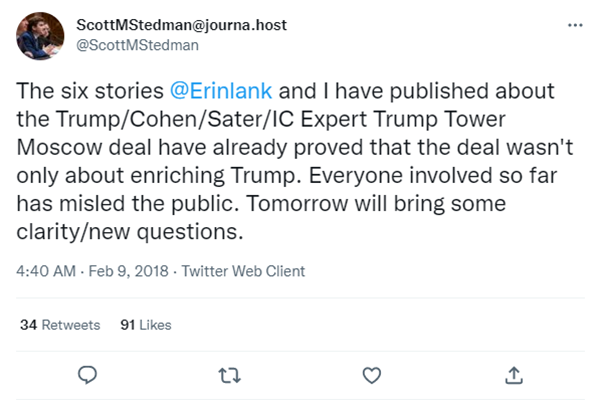 ScottMStedman@journa.host
@ScottMStedman
The six stories @Erinlank and I have published about
the Trump/Cohen/Sater/IC Expert Trump Tower
Moscow deal have already proved that the deal wasn't
only about enriching Trump. Everyone involved so far
has misled the public. Tomorrow will bring some
clarity/new questions.
4:40 AM · Feb 9, 2018 · Twitter Web Client
34 Retweets 91 Likes